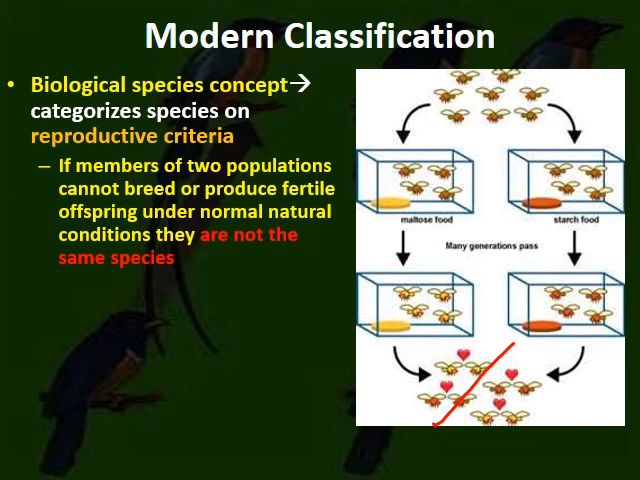 Modern Classification
• Biological species concept→
categorizes species on
reproductive criteria
– If members of two populations
cannot breed or produce fertile
offspring under normal natural
conditions they are not the
same species
maltose food
starch food
Many generations pass